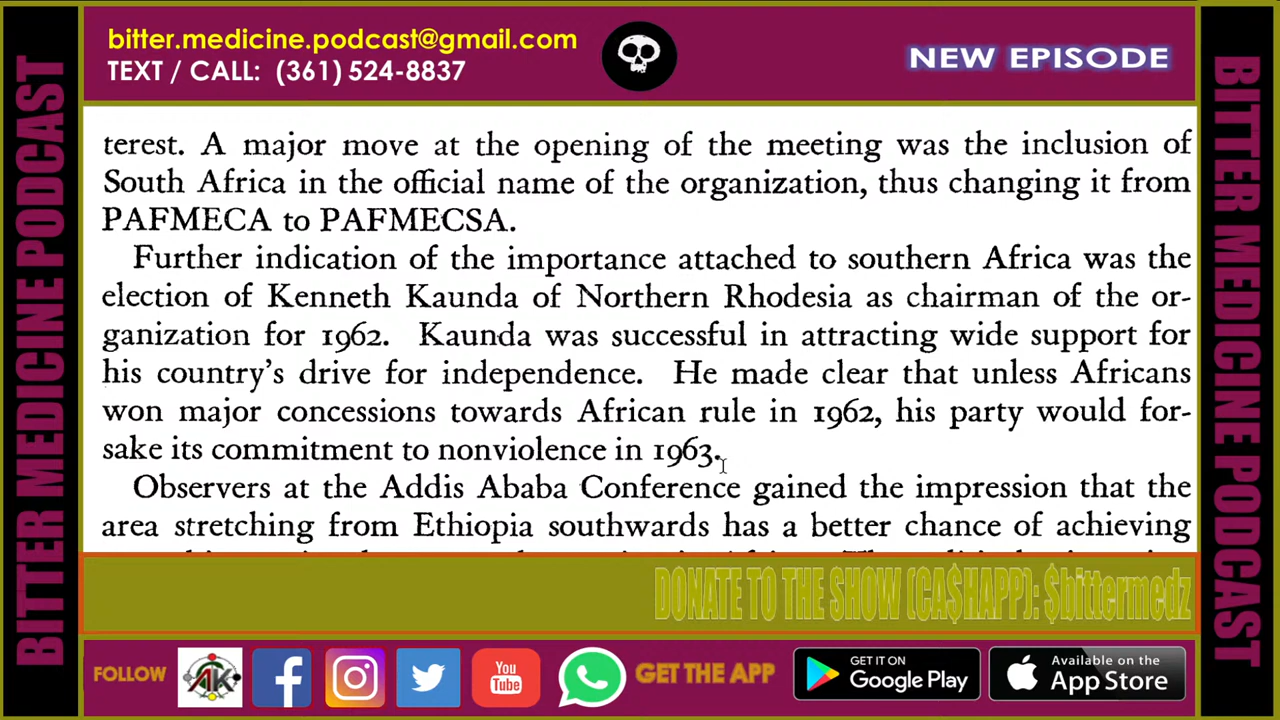 bitter.medicine.podcast@gmail.com
TEXT / CALL: (361) 524-8837
NEW EPISODE
BITTER MEDICINE PODCAST
terest. A major move at the opening of the meeting was the inclusion of
South Africa in the official name of the organization, thus changing it from
PAFMECA to PAFMECSA.
Further indication of the importance attached to southern Africa was the
election of Kenneth Kaunda of Northern Rhodesia as chairman of the or-
ganization for 1962. Kaunda was successful in attracting wide support for
his country's drive for independence. He made clear that unless Africans
won major concessions towards African rule in 1962, his party would for-
sake its commitment to nonviolence in 1963.
Observers at the Addis Ababa Conference gained the impression that the
area stretching from Ethiopia southwards has a better chance of achieving
BITTER MEDICINE PODCAST
DONATE TO THE SHOW (CA$HAPP): $bittermedz
FOLLOW
ATK
You
Tube
GET THE APP
GET IT ON
Google Play
Available on the
App Store